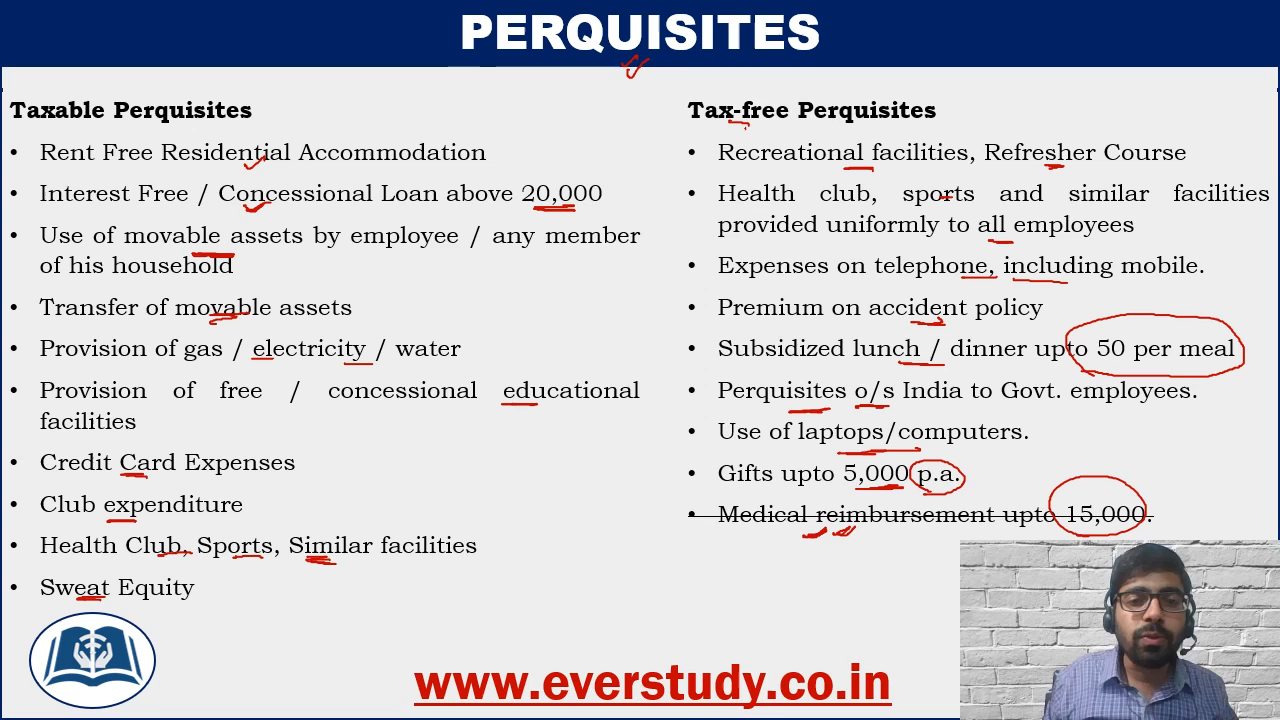 PERQUISITES
Taxable Perquisites
• Rent Free Residential Accommodation
• Interest Free / Concessional Loan above 20,000
• Use of movable assets by employee / any member
of his household
• Transfer of movable assets
• Provision of gas / electricity / water
• Provision of free / concessional educational
facilities
• Credit Card Expenses
• Club expenditure
• Health Club, Sports, Similar facilities
• Sweat Equity
Tax-free Perquisites
• Recreational facilities, Refresher Course
• Health club, sports and similar facilities
provided uniformly to all employees
• Expenses on telephone, including mobile.
• Premium on accident policy
• Subsidized lunch / dinner upto 50 per meal
• Perquisites o/s India to Govt. employees.
• Use of laptops/computers.
• Gifts upto 5,000 p.a.
• Medical reimbursement upto 15,000.
www.everstudy.co.in